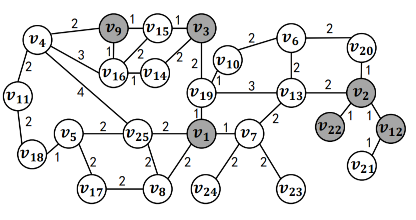 v9 1 v15 1 v3
2
v4 1 2 2 v6 2 v20
3 v16 1 v14 2 v10 2
2 2 1
4 1
v11 v19 3 v13 2 v2
2 1 2 1 1
v5 2 v25 2 v1 1 v7 v22 v12
v18 1 2 2 2 2 2 1
v17 2 v8 v24 v23 v21